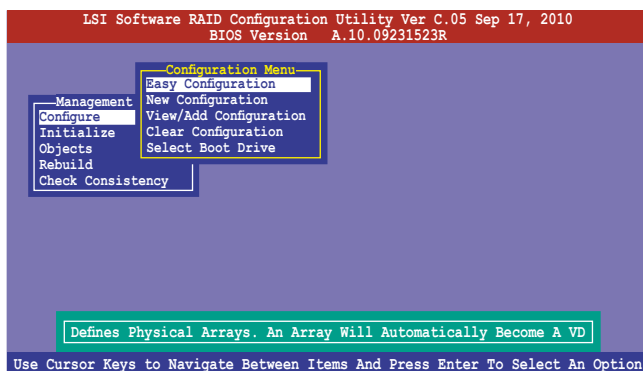 LSI Software RAID Configuration Utility Ver C.05 Sep 17, 2010
BIOS Version A.10.09231523R
Configuration Menu
Easy Configuration
New Configuration
View/Add Configuration
Clear Configuration
Select Boot Drive
Management
Configure
Initialize
Objects
Rebuild
Check Consistency
Defines Physical Arrays. An Array Will Automatically Become A VD
Use Cursor Keys to Navigate Between Items And Press Enter To Select An Option